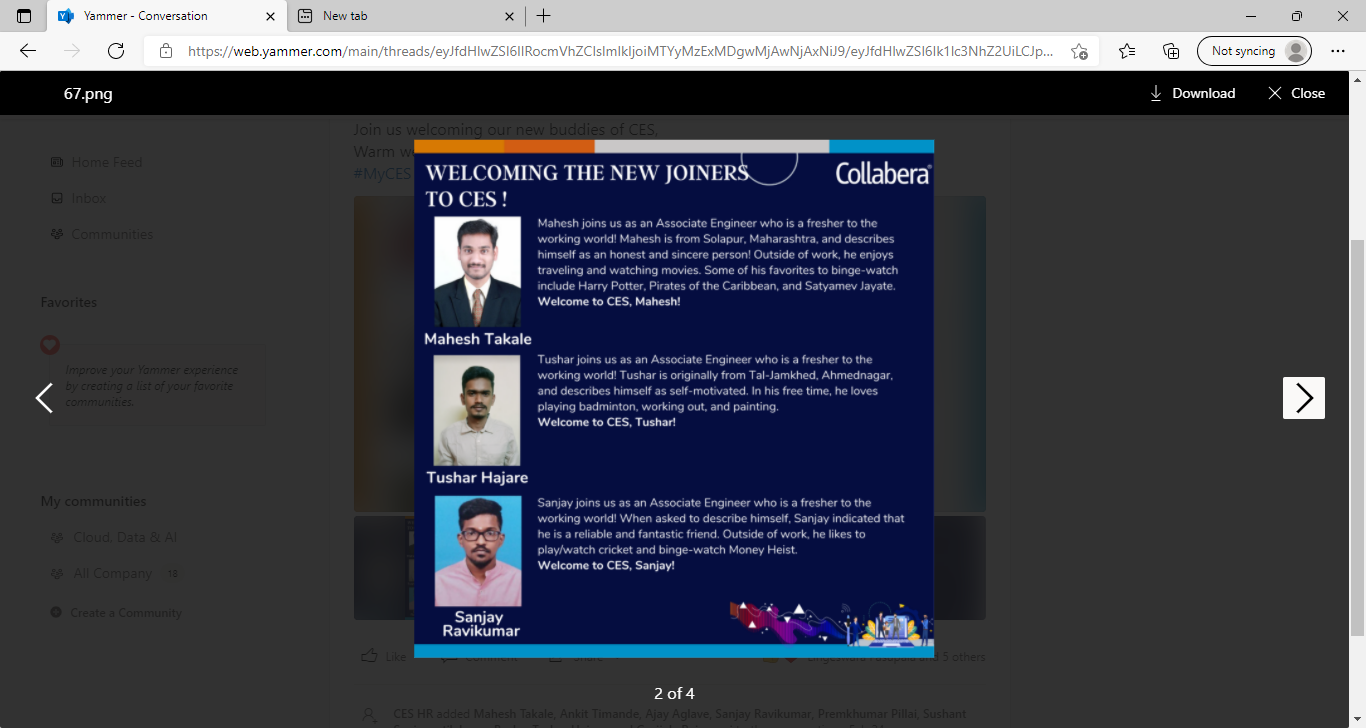 Yammer - Conversation
New tab
https://web.yammer.com/main/threads/eyJfdHlwZSI6IlRocmVhZCIsImlkIjoiMTYyMzExMDgwMjAwNjAxNiJ9/eyJfdHlwZSI6Ik1lc3NhZ2UiLCJp...
Not syncing
67.png
Download
Close
Join us welcoming our new buddies of CES,
Warm
#MyCES
Home Feed
Inbox
Communities
Favorites
Improve your Yammer experience
by creating a list of your favorite
communities.
My communities
Cloud, Data & AI
All Company 18
Create a Community
WELCOMING THE NEW JOINERS
TO CES !
Collabera
Mahesh joins us as an Associate Engineer who is a fresher to the
working world! Mahesh is from Solapur, Maharashtra, and describes
himself as an honest and sincere person! Outside of work, he enjoys
traveling and watching movies. Some of his favorites to binge-watch
include Harry Potter, Pirates of the Caribbean, and Satyamev Jayate.
Welcome to CES, Mahesh!
Mahesh Takale
Tushar joins us as an Associate Engineer who is a fresher to the
working world! Tushar is originally from Tal-Jamkhed, Ahmednagar,
and describes himself as self-motivated. In his free time, he loves
playing badminton, working out, and painting.
Welcome to CES, Tushar!
Tushar Hajare
Sanjay joins us as an Associate Engineer who is a fresher to the
working world! When asked to describe himself, Sanjay indicated that
he is a reliable and fantastic friend. Outside of work, he likes to
play/watch cricket and binge-watch Money Heist.
Welcome to CES, Sanjay!
Sanjay
Ravikumar
Like
Comment
Share
and 5 others
2 of 4
CES HR added Mahesh Takale, Ankit Timande, Ajay Aglave, Sanjay Ravikumar, Premkhumar Pillai, Sushant